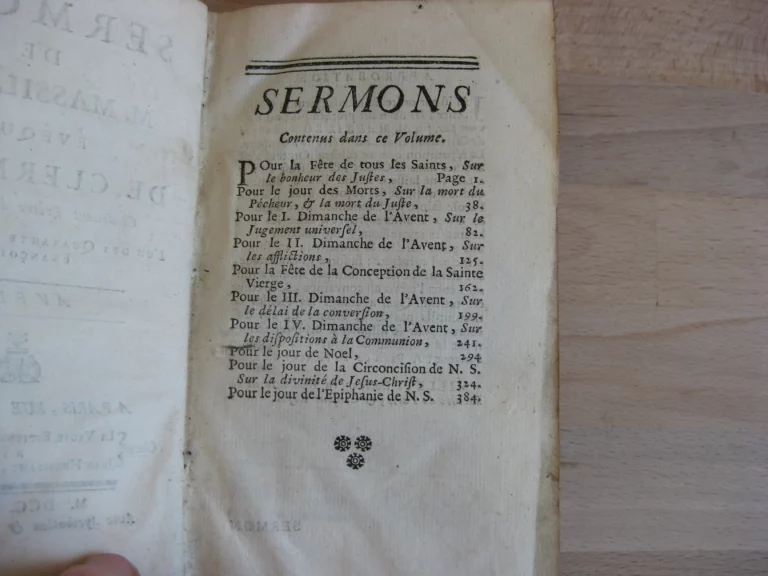 SERMONS
Contenus dans ce Volume.
POur la Fête de tous les Saints, Sur
le bonheur des Juſtes, Page 1.
Pour le jour des Morts, Sur la mort du
Pécheur, & la mort du Juſte, 38.
Pour le I. Dimanche de l'Avent, Sur le
Jugement univerſel, 82.
Pour le II. Dimanche de l'Avent, Sur
les afflictions, 125.
Pour la Fête de la Conception de la Sainte
Vierge, 162.
Pour le III. Dimanche de l'Avent, Sur
le délai de la converſion, 199.
Pour le IV. Dimanche de l'Avent, Sur
les diſpoſitions à la Communion, 241.
Pour le jour de Noel, 294
Pour le jour de la Circonciſion de N. S.
Sur la divinité de Jeſus-Chriſt, 324.
Pour le jour de l'Epiphanie de N. S. 384.